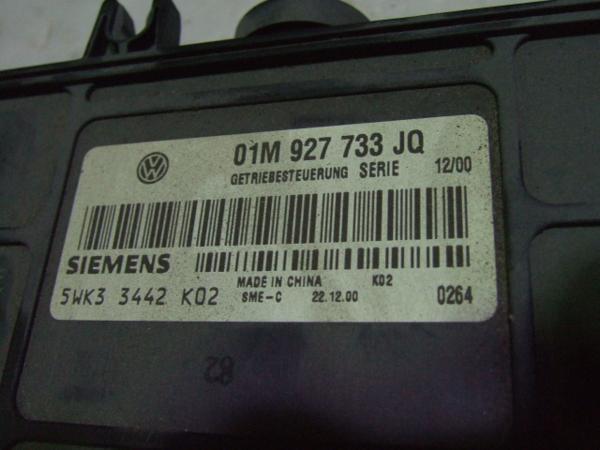 01M 927 733 JQ
GETRIEBESTEUERUNG SERIE 12/00
SIEMENS
MADE IN CHINA K02
5WK3 3442 K02 SME-C 22.12.00 0264
82